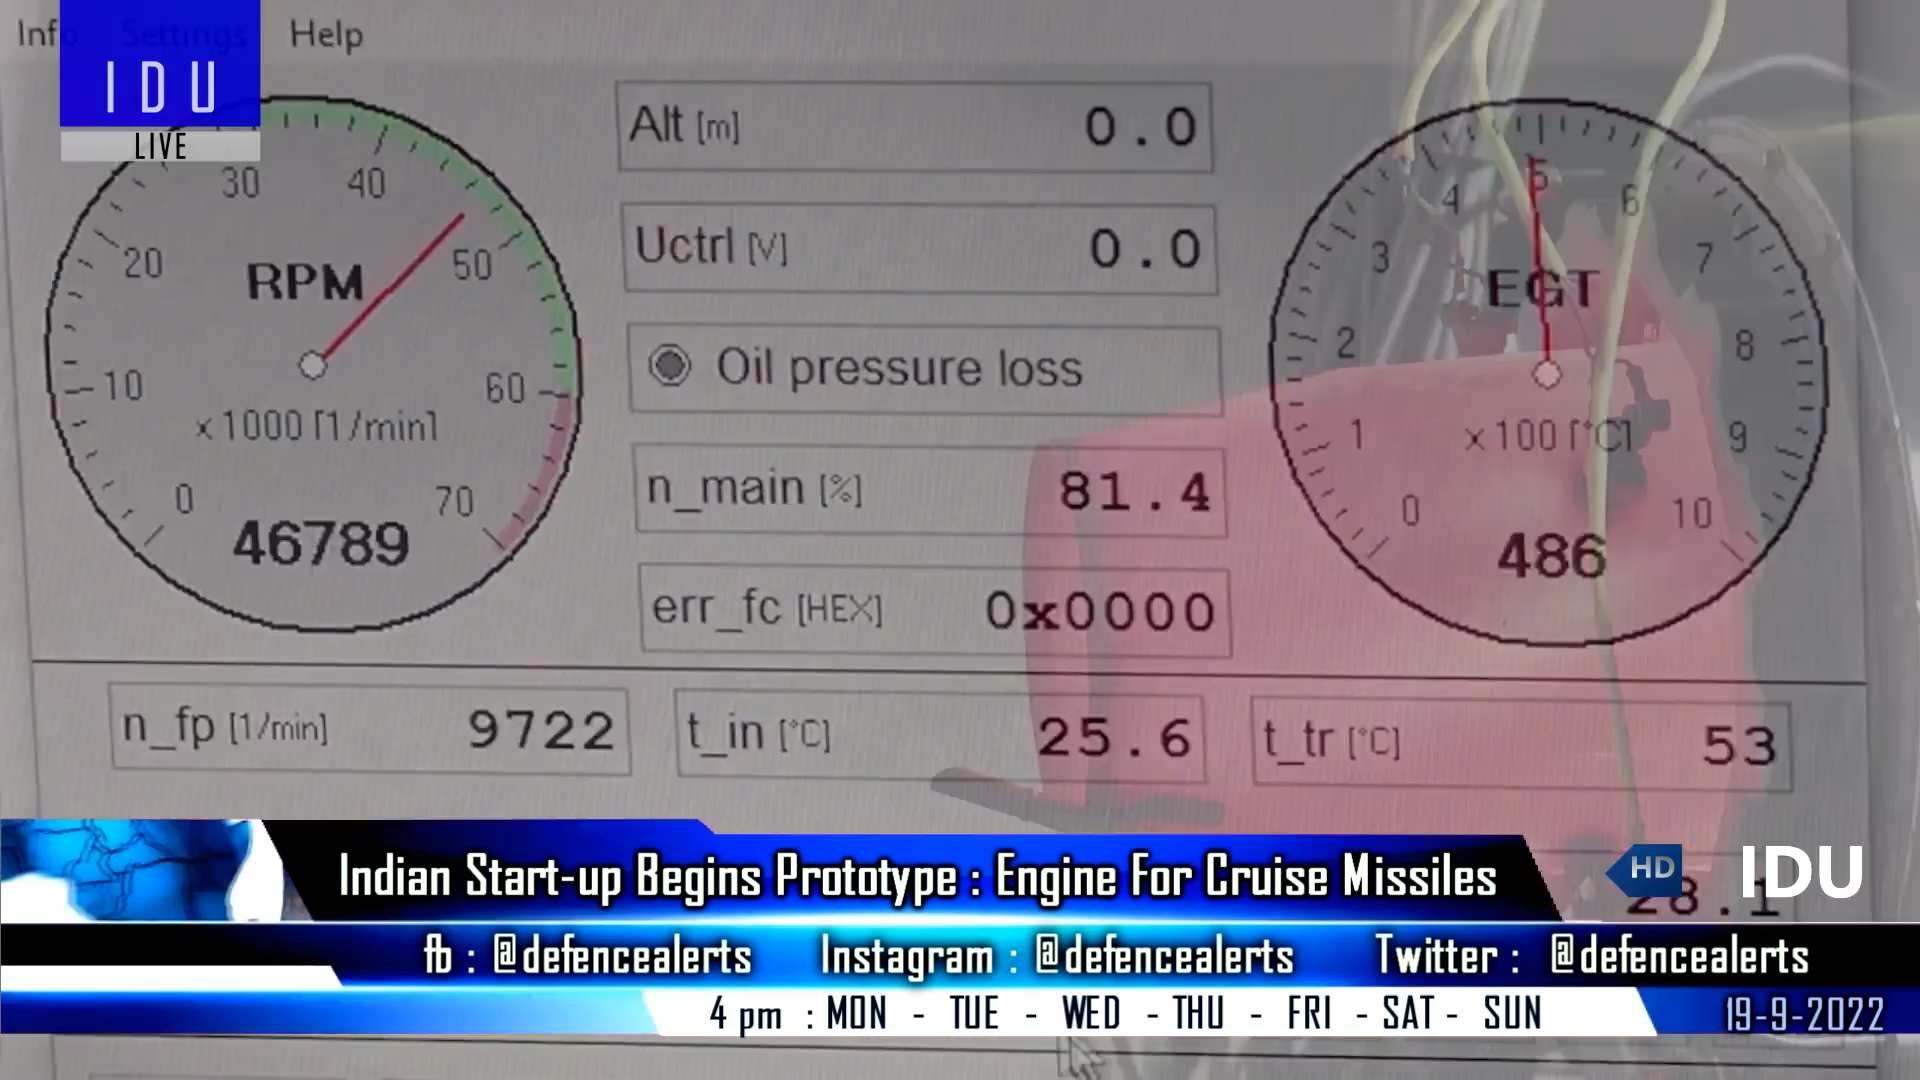 Info Settings Help
IDU
LIVE
0 10 20 30 40 50 60 70
RPM
x1000 [1/min]
46789
Alt [m] 0.0
Uctrl [V] 0.0
Oil pressure loss
n_main [%] 81.4
err_fc [HEX] 0x0000
0 1 2 3 4 5 6 7 8 9 10
EGT
x100 [°C]
486
n_fp [1/min] 9722
t_in [°C] 25.6
t_tr [°C] 53
28.1
Indian Start-up Begins Prototype : Engine For Cruise Missiles
HD IDU
fb : @defencealerts Instagram : @defencealerts Twitter : @defencealerts
4 pm : MON - TUE - WED - THU - FRI - SAT - SUN
19-9-2022